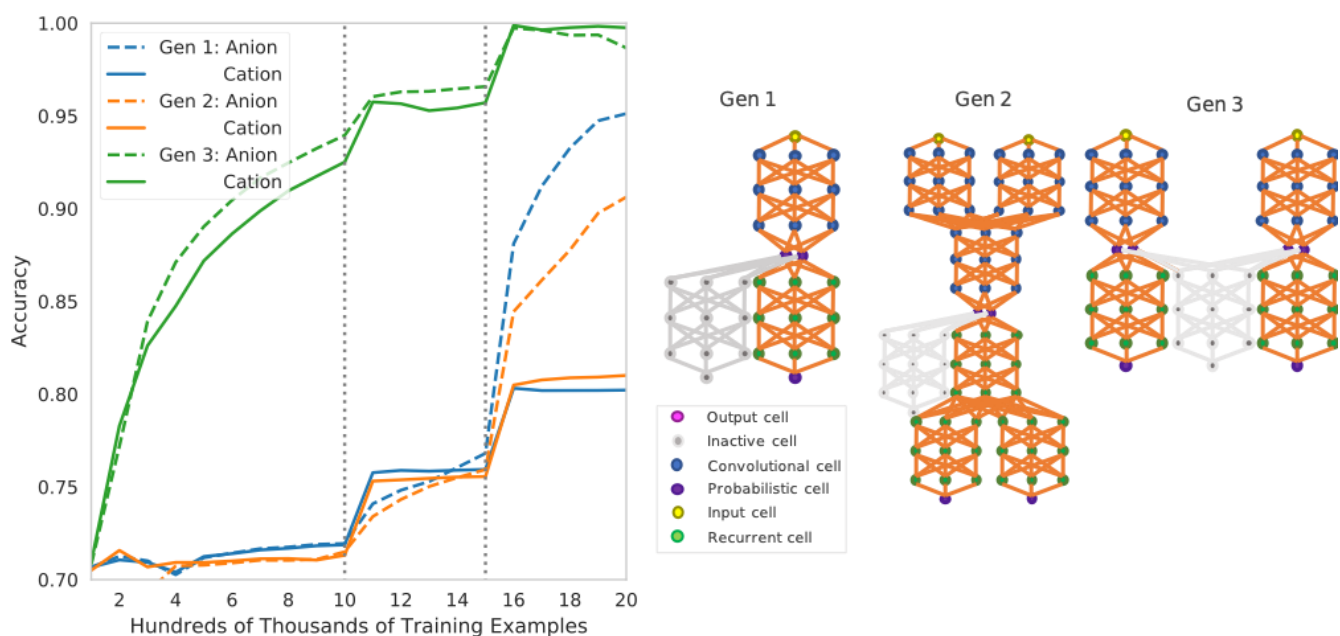 1.00
0.95
0.90
0.85
0.80
0.75
0.70
Accuracy
Gen 1: Anion
Cation
Gen 2: Anion
Cation
Gen 3: Anion
Cation
2 4 6 8 10 12 14 16 18 20
Hundreds of Thousands of Training Examples
Gen 1
Gen 2
Gen 3
Output cell
Inactive cell
Convolutional cell
Probabilistic cell
Input cell
Recurrent cell